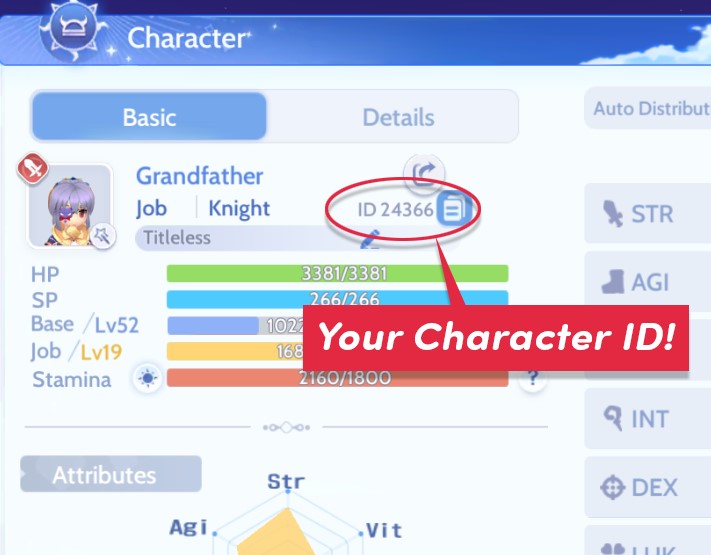 Character
Basic
Details
Auto Distribut
Grandfather
Job Knight
ID 24366
Titleless
STR
HP
3381/3381
AGI
SP
266/266
Base /Lv52
1022
Your Character ID!
Job /Lv19
168
Stamina
2160/1800
?
INT
Attributes
Str
DEX
Agi
Vit
LUK